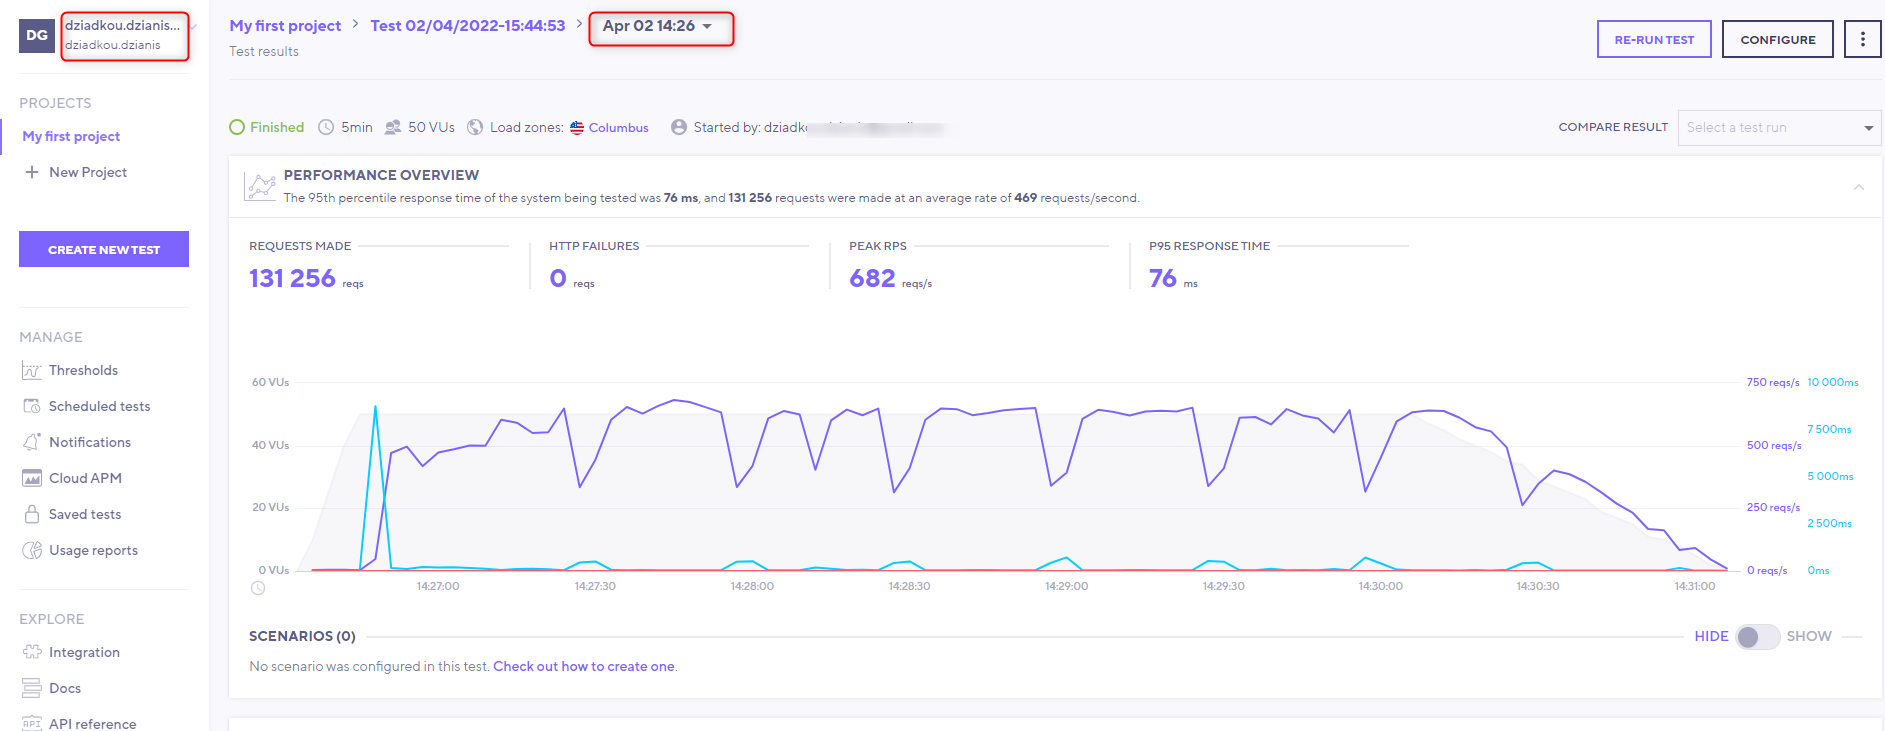 DG
dziadkou.dzianis...
dziadkou.dzianis
PROJECTS
My first project
New Project
CREATE NEW TEST
MANAGE
Thresholds
Scheduled tests
Notifications
Cloud APM
Saved tests
Usage reports
EXPLORE
Integration
Docs
API reference
My first project > Test 02/04/2022-15:44:53 > Apr 02 14:26
Test results
RE-RUN TEST CONFIGURE
Finished 5min 50 VUs Load zones: Columbus Started by:
COMPARE RESULT Select a test run
PERFORMANCE OVERVIEW
The 95th percentile response time of the system being tested was 76 ms, and 131 256 requests were made at an average rate of 469 requests/second.
REQUESTS MADE HTTP FAILURES PEAK RPS P95 RESPONSE TIME
131 256 reqs 0 reqs 682 reqs/s 76 ms
60 VUs 750 reqs/s 10 000ms
7 500ms
40 VUs 500 reqs/s
5 000ms
20 VUs 250 reqs/s
2 500ms
0 VUs 0 reqs/s 0ms
14:27:00 14:27:30 14:28:00 14:28:30 14:29:00 14:29:30 14:30:00 14:30:30 14:31:00
SCENARIOS (0) HIDE SHOW
No scenario was configured in this test. Check out how to create one.